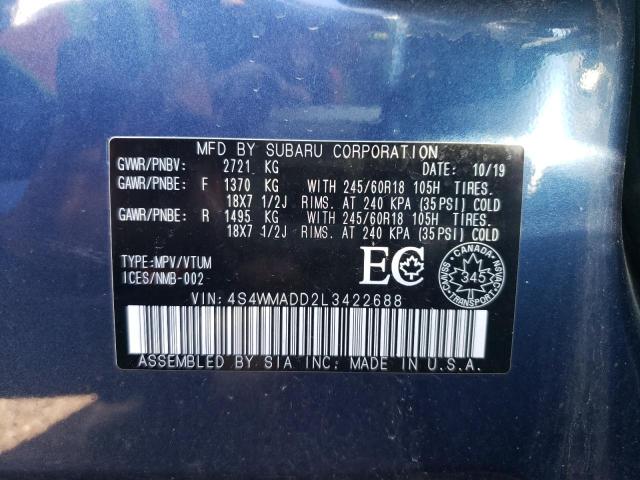 MFD BY SUBARU CORPORATION
GVWR/PNBV: 2721 KG DATE: 10/19
GAWR/PNBE: F 1370 KG WITH 245/60R18 105H TIRES.
18X7 1/2J RIMS. AT 240 KPA (35PSI) COLD
GAWR/PNBE: R 1495 KG WITH 245/60R18 105H TIRES.
18X7 1/2J RIMS. AT 240 KPA (35PSI) COLD
TYPE:MPV/VTUM
ICES/NMB-002
EC
CANADA
NSVAC
345
CMVSS
TRANSPORT
VIN: 4S4WMADD2L3422688
ASSEMBLED BY SIA INC: MADE IN U.S.A.